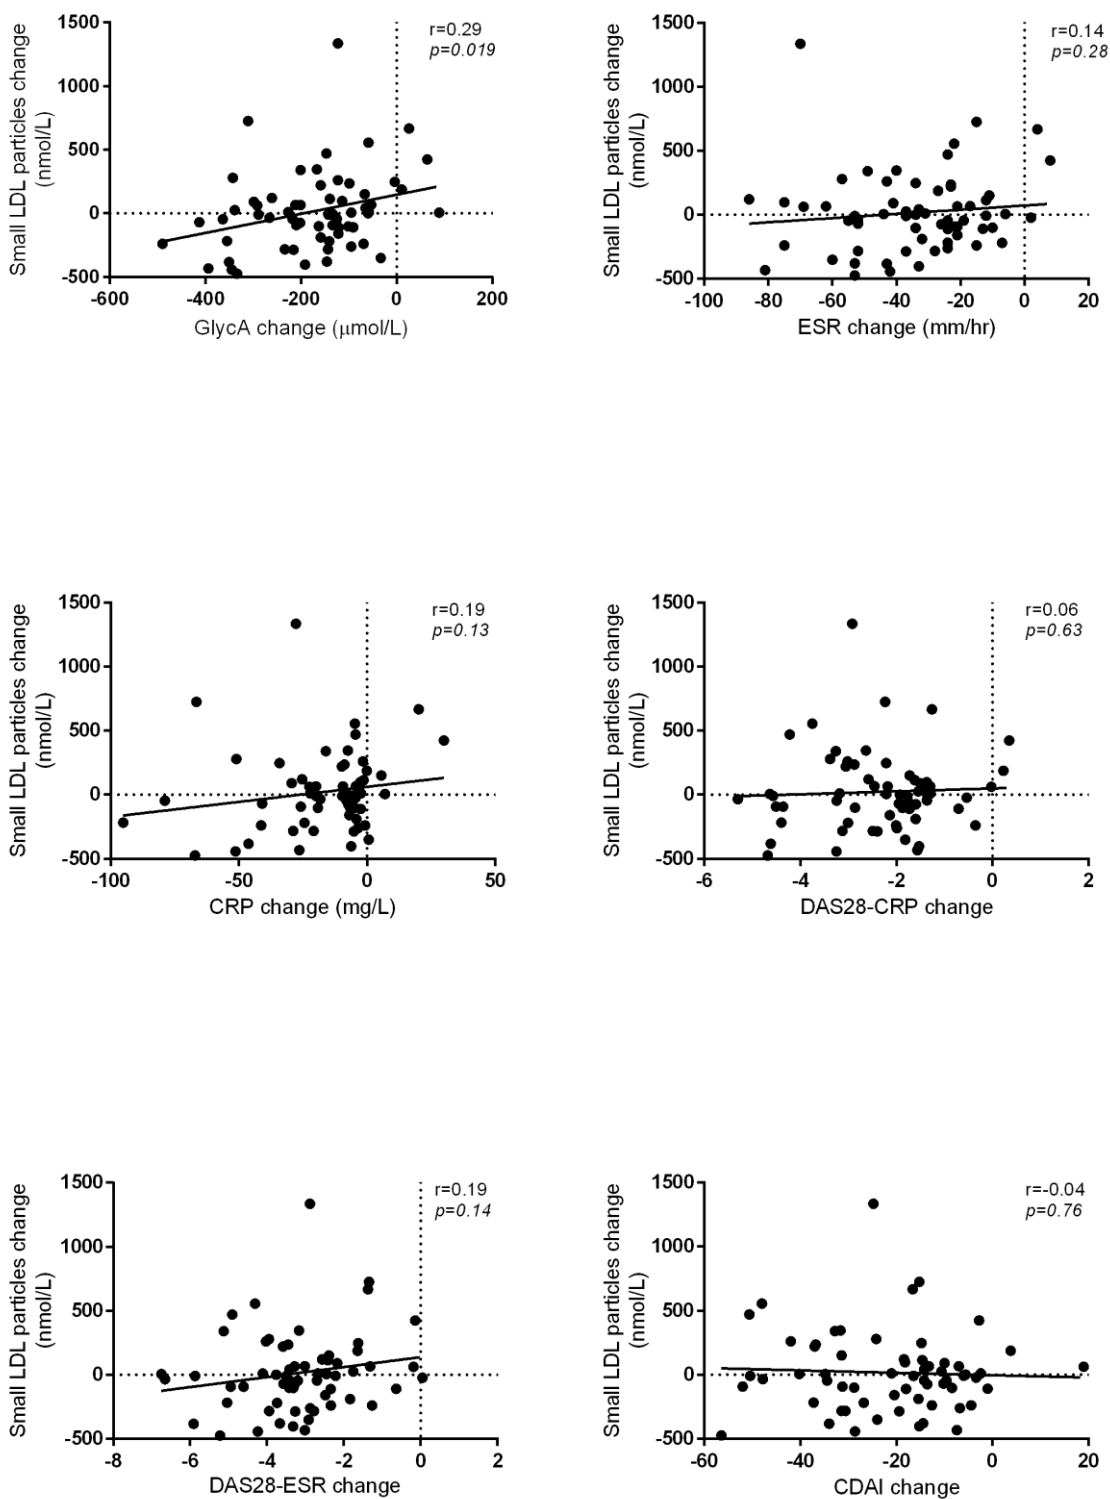 Small LDL particles change
(nmol/L)
1500
1000
500
0
-500
-600
-400
-200
0
200
GlycA change (μmol/L)
r=0.29
p=0.019
Small LDL particles change
(nmol/L)
1500
1000
500
0
-500
-100
-80
-60
-40
-20
0
20
ESR change (mm/hr)
r=0.14
p=0.28
Small LDL particles change
(nmol/L)
1500
1000
500
0
-500
-100
-50
0
50
CRP change (mg/L)
r=0.19
p=0.13
Small LDL particles change
(nmol/L)
1500
1000
500
0
-500
-6
-4
-2
0
2
DAS28-CRP change
r=0.06
p=0.63
Small LDL particles change
(nmol/L)
1500
1000
500
0
-500
-8
-6
-4
-2
0
2
DAS28-ESR change
r=0.19
p=0.14
Small LDL particles change
(nmol/L)
1500
1000
500
0
-500
-60
-40
-20
0
20
CDAI change
r=-0.04
p=0.76